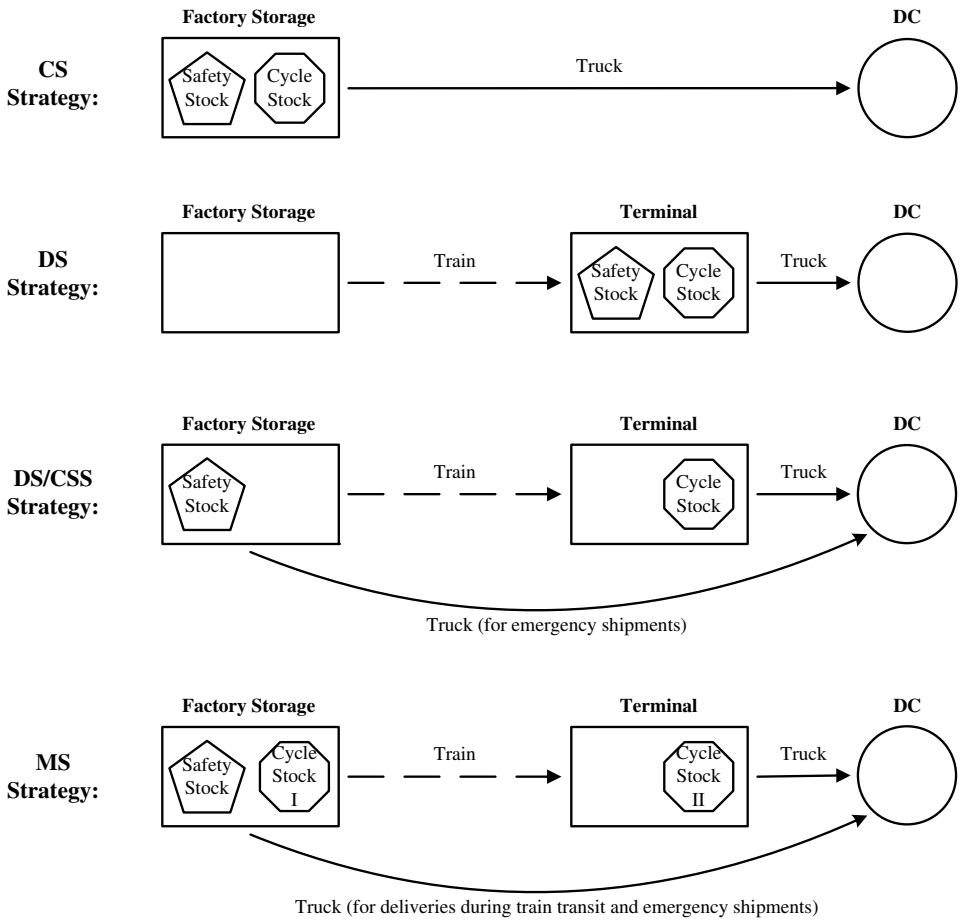 Factory Storage
DC
CS
Strategy:
Safety
Stock
Cycle
Stock
Truck
Factory Storage
Terminal
DC
DS
Strategy:
Train
Safety
Stock
Cycle
Stock
Truck
Factory Storage
Terminal
DC
DS/CSS
Strategy:
Safety
Stock
Train
Cycle
Stock
Truck
Truck (for emergency shipments)
Factory Storage
Terminal
DC
MS
Strategy:
Safety
Stock
Cycle
Stock
I
Train
Cycle
Stock
II
Truck
Truck (for deliveries during train transit and emergency shipments)